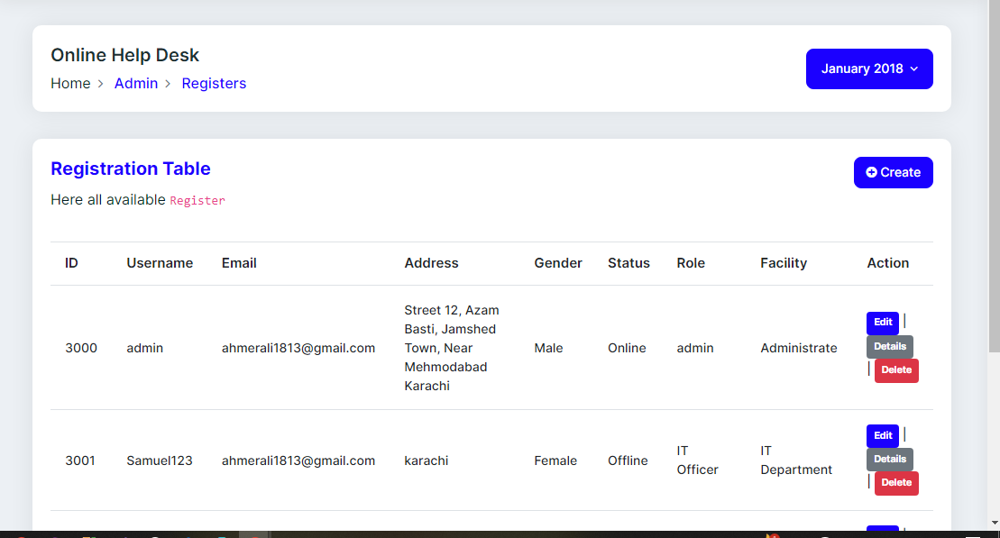 Online Help Desk
Home > Admin > Registers
January 2018
Registration Table
Create
Here all available Register
ID Username Email Address Gender Status Role Facility Action
3000 admin ahmerali1813@gmail.com Street 12, Azam Basti, Jamshed Town, Near Mehmodabad Karachi Male Online admin Administrate Edit | Details | Delete
3001 Samuel123 ahmerali1813@gmail.com karachi Female Offline IT Officer IT Department Edit | Details | Delete